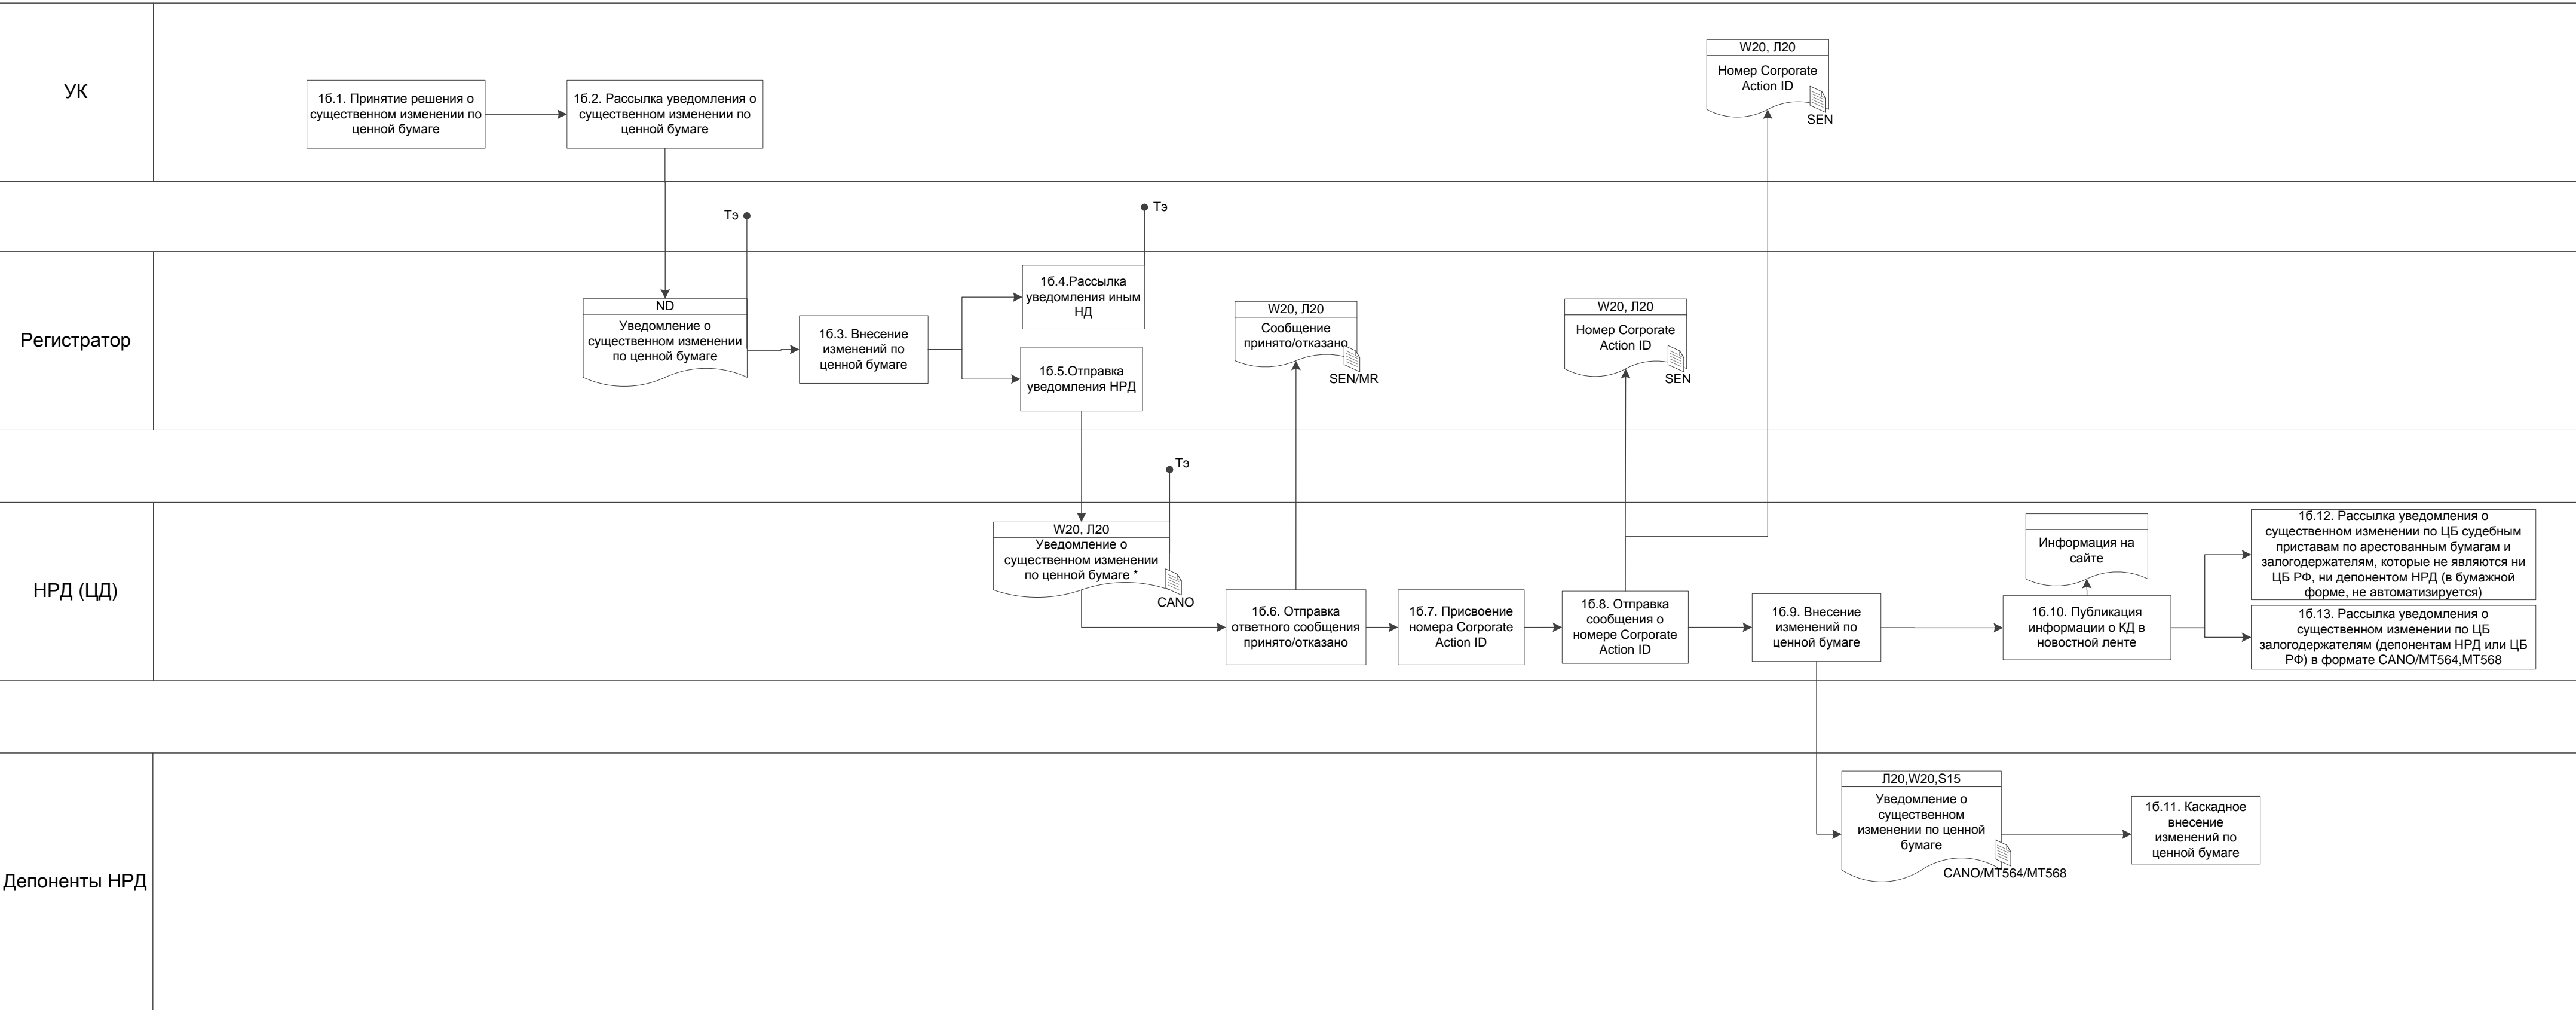 УК
1б.1. Принятие решения о
существенном изменении по
ценной бумаге
1б.2. Рассылка уведомления о
существенном изменении по
ценной бумаге
W20, Л20
Номер Corporate
Action ID
SEN
Тэ
Тэ
Регистратор
ND
Уведомление о
существенном изменении
по ценной бумаге
1б.3. Внесение
изменений по
ценной бумаге
1б.4.Рассылка
уведомления иным
НД
1б.5.Отправка
уведомления НРД
W20, Л20
Сообщение
принято/отказано
SEN/MR
W20, Л20
Номер Corporate
Action ID
SEN
Тэ
НРД (ЦД)
W20, Л20
Уведомление о
существенном изменении
по ценной бумаге *
CANO
1б.6. Отправка
ответного сообщения
принято/отказано
1б.7. Присвоение
номера Corporate
Action ID
1б.8. Отправка
сообщения о
номере Corporate
Action ID
1б.9. Внесение
изменений по
ценной бумаге
Информация на
сайте
1б.10. Публикация
информации о КД в
новостной ленте
1б.12. Рассылка уведомления о
существенном изменении по ЦБ судебным
приставам по арестованным бумагам и
залогодержателям, которые не являются ни
ЦБ РФ, ни депонентом НРД (в бумажной
форме, не автоматизируется)
1б.13. Рассылка уведомления о
существенном изменении по ЦБ
залогодержателям (депонентам НРД или ЦБ
РФ) в формате CANO/MT564,MT568
Депоненты НРД
Л20,W20,S15
Уведомление о
существенном
изменении по ценной
бумаге
CANO/MT564/MT568
1б.11. Каскадное
внесение
изменений по
ценной бумаге